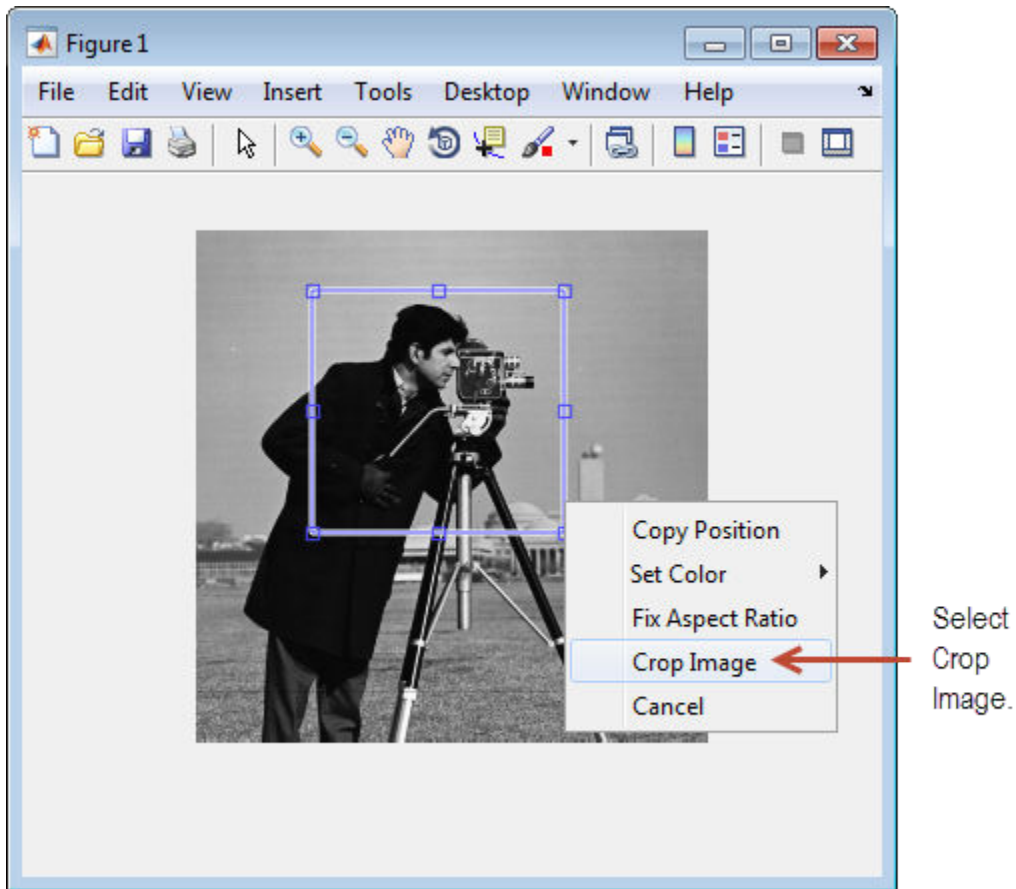 Figure 1
File Edit View Insert Tools Desktop Window Help
Copy Position
Set Color
Fix Aspect Ratio
Crop Image
Cancel
Select
Crop
Image.